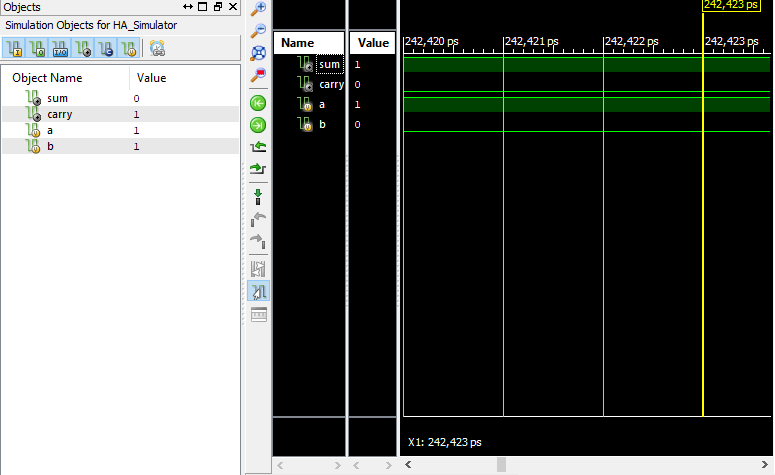 Objects
Simulation Objects for HA_Simulator
Object Name Value
sum 0
carry 1
a 1
b 1
242,423 ps
Name Value
242,420 ps 242,421 ps 242,422 ps 242,423 ps
sum 1
carry 0
a 1
b 0
X1: 242,423 ps